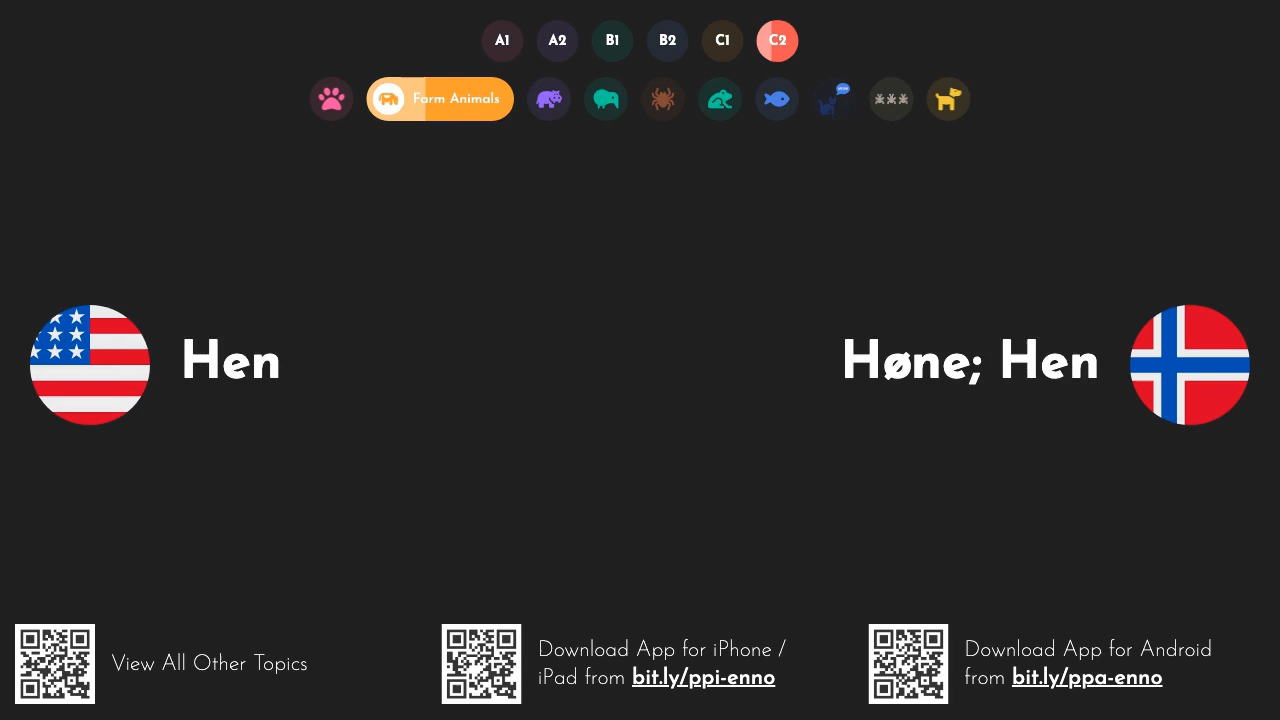 A1 A2 B1 B2 C1 C2
Farm Animals
Hen
Høne; Hen
View All Other Topics
Download App for iPhone /
iPad from bit.ly/ppi-enno
Download App for Android
from bit.ly/ppa-enno